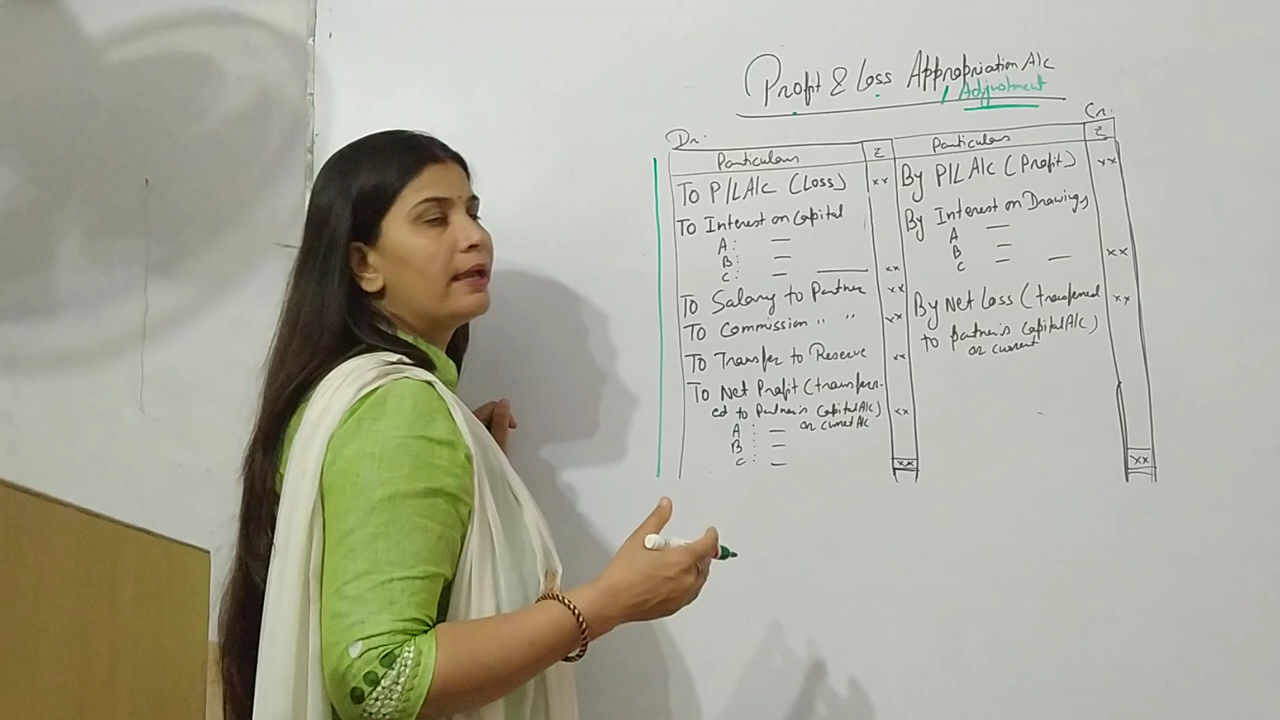 Profit & Loss Appropriation A/c
/ Adjustment
Dr.
Cr.
Particulars ₹ Particulars ₹
To P/L A/c (Loss) xx
To Interest on Capital
A : —
B : —
C : — — xx
To Salary to Partner xx
To Commission " " xx
To Transfer to Reserve xx
To Net Profit (transferr-
ed to Partner's Capital A/c) xx
or current A/c
A : —
B : —
C : —
xx
By P/L A/c (Profit) xx
By Interest on Drawings
A —
B —
C — — xx
By Net Loss (transferred xx
to partner's capital A/c)
or current
xx